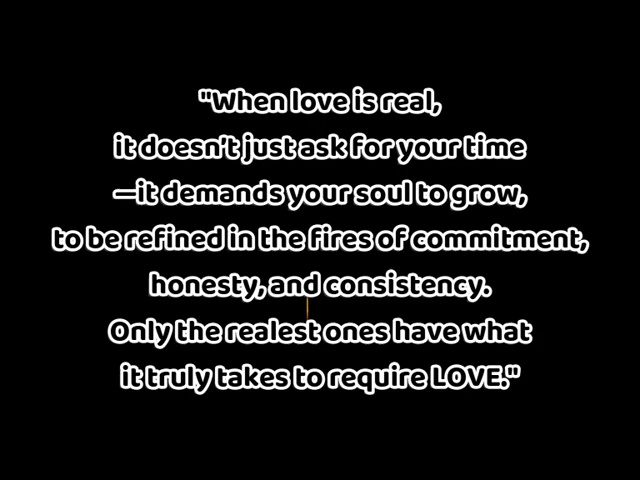 "When love is real,
it doesn't just ask for your time
—it demands your soul to grow,
to be refined in the fires of commitment,
honesty, and consistency.
Only the realest ones have what
it truly takes to require LOVE."